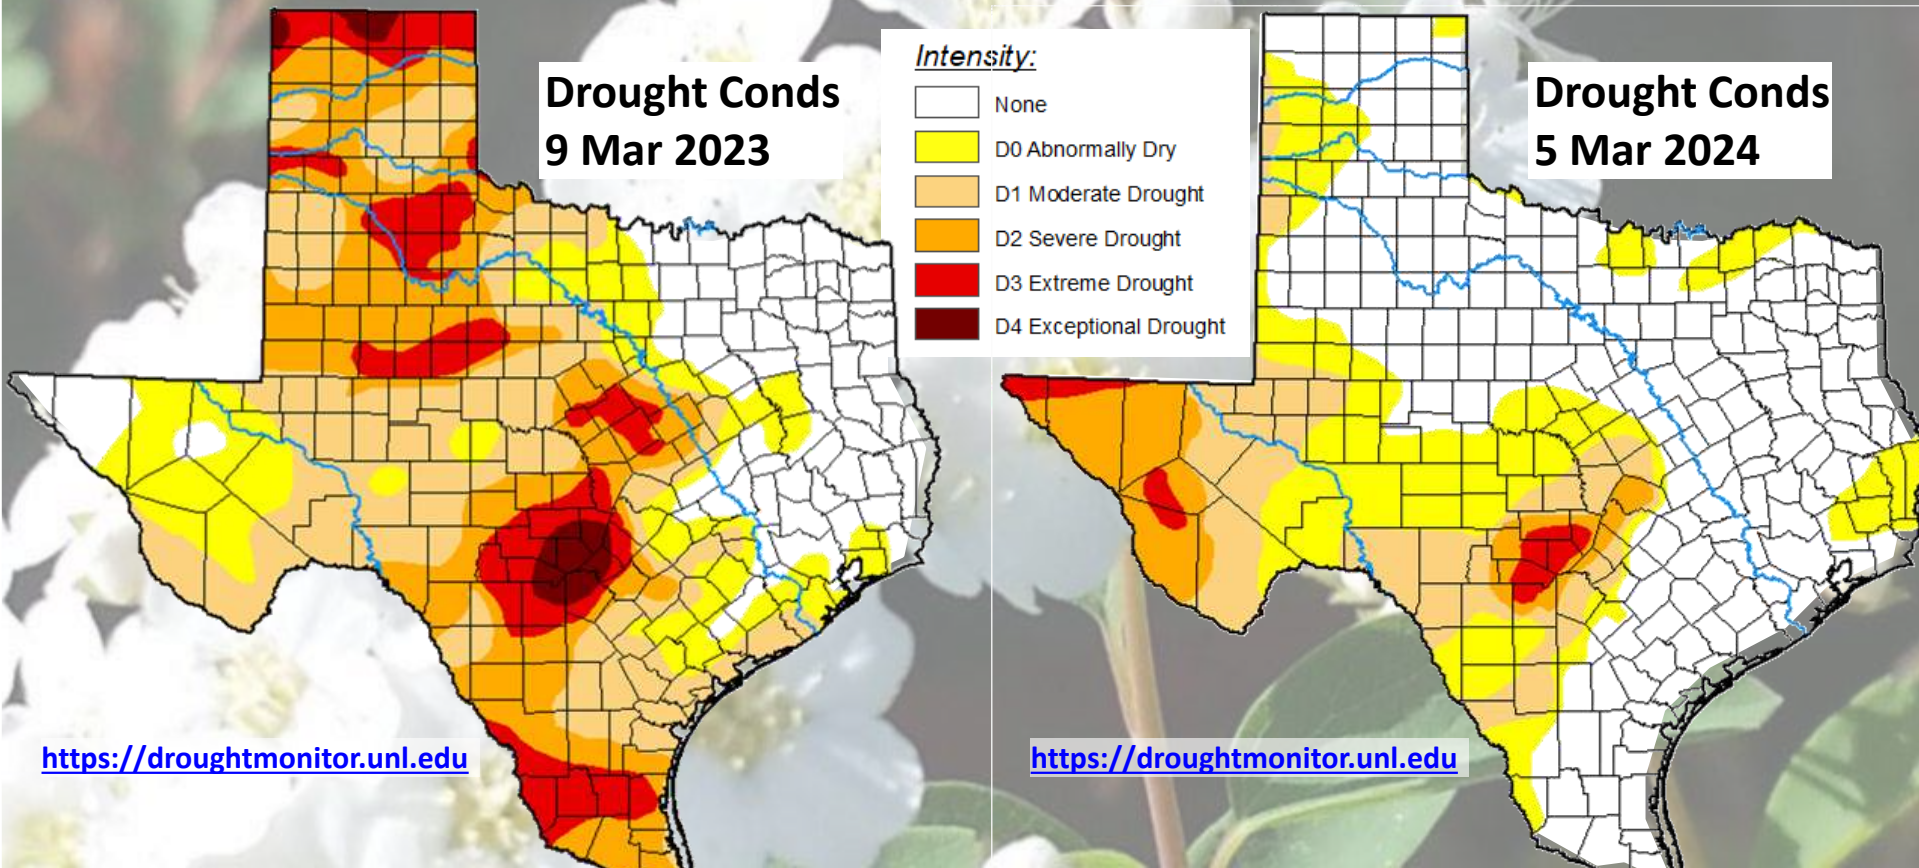 Drought Conds
9 Mar 2023
Intensity:
None
D0 Abnormally Dry
D1 Moderate Drought
D2 Severe Drought
D3 Extreme Drought
D4 Exceptional Drought
Drought Conds
5 Mar 2024
https://droughtmonitor.unl.edu
https://droughtmonitor.unl.edu